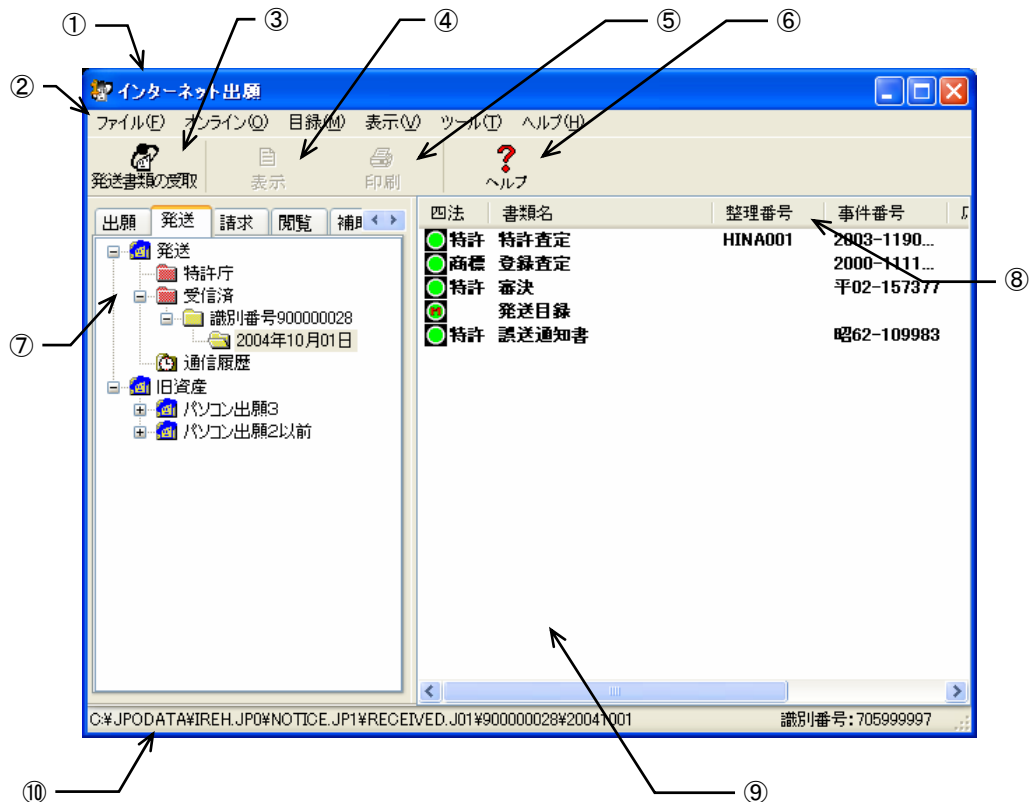 ① ③ ④ ⑤ ⑥
②
インターネット出願
ファイル(F) オンライン(O) 目録(M) 表示(V) ツール(T) ヘルプ(H)
発送書類の受取 表示 印刷 ヘルプ
出願 発送 請求 閲覧
発送
特許庁
受信済
識別番号900000028
2004年10月01日
通信履歴
旧資産
パソコン出願3
パソコン出願2以前
⑦
四法 書類名 整理番号 事件番号
特許 特許査定 HINA001 2003-1190...
商標 登録査定 2000-1111...
特許 審決 平02-157377
M 発送目録
特許 誤送通知書 昭62-109983
⑧
C:¥JPODATA¥IREH.JP0¥NOTICE.JP1¥RECEIVED.J01¥900000028¥20041001 識別番号:705999997
⑩ ⑨